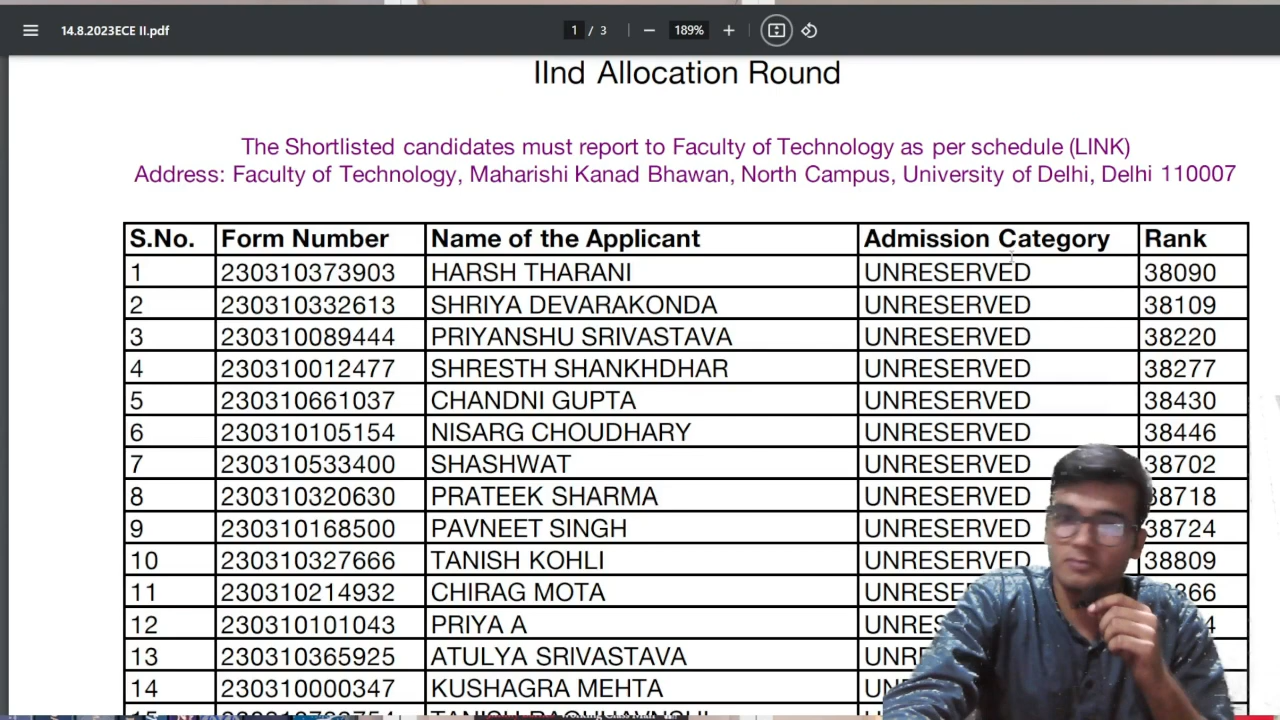 14.8.2023ECE II.pdf 1 / 3 189%
IInd Allocation Round
The Shortlisted candidates must report to Faculty of Technology as per schedule (LINK)
Address: Faculty of Technology, Maharishi Kanad Bhawan, North Campus, University of Delhi, Delhi 110007
S.No. Form Number Name of the Applicant Admission Category Rank
1 230310373903 HARSH THARANI UNRESERVED 38090
2 230310332613 SHRIYA DEVARAKONDA UNRESERVED 38109
3 230310089444 PRIYANSHU SRIVASTAVA UNRESERVED 38220
4 230310012477 SHRESTH SHANKHDHAR UNRESERVED 38277
5 230310661037 CHANDNI GUPTA UNRESERVED 38430
6 230310105154 NISARG CHOUDHARY UNRESERVED 38446
7 230310533400 SHASHWAT UNRESERVED 38702
8 230310320630 PRATEEK SHARMA UNRESERVED 38718
9 230310168500 PAVNEET SINGH UNRESERVED 38724
10 230310327666 TANISH KOHLI UNRESERVED 38809
11 230310214932 CHIRAG MOTA
12 230310101043 PRIYA A
13 230310365925 ATULYA SRIVASTAVA
14 230310000347 KUSHAGRA MEHTA